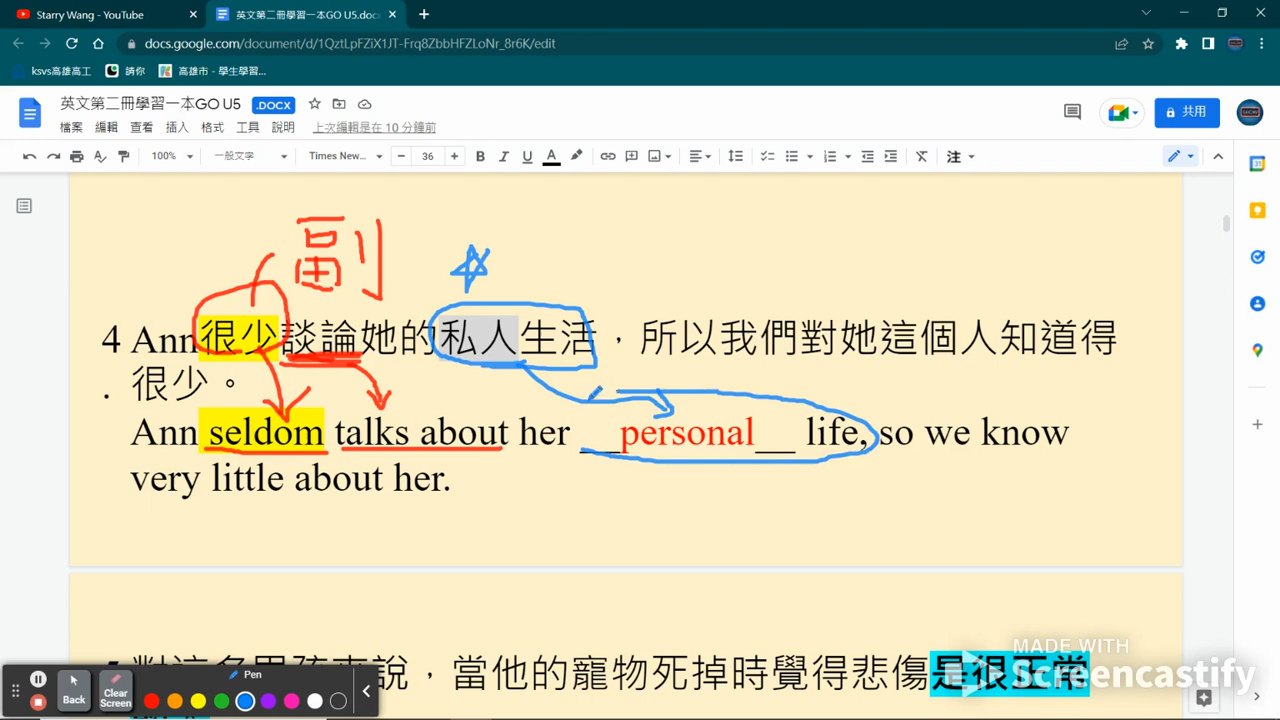 Starry Wang - YouTube
英文第二冊學習一本GO U5.docx
docs.google.com/document/d/1QztLpFZiX1JT-Frq8ZbbHFZLoNr_8r6K/edit
ksvs高雄高工 請你 高雄市 - 學生學習...
英文第二冊學習一本GO U5 .DOCX
共用
檔案 編輯 查看 插入 格式 工具 說明 上次編輯是在 10 分鐘前
100% 一般文字 Times New... 36 B I U A 注
副
4 Ann很少談論她的私人生活，所以我們對她這個人知道得
. 很少。
Ann seldom talks about her __personal__ life, so we know
very little about her.
MADE WITH
Screencastify
當他的寵物死掉時覺得悲傷是很正常
Pen
Back
Clear Screen